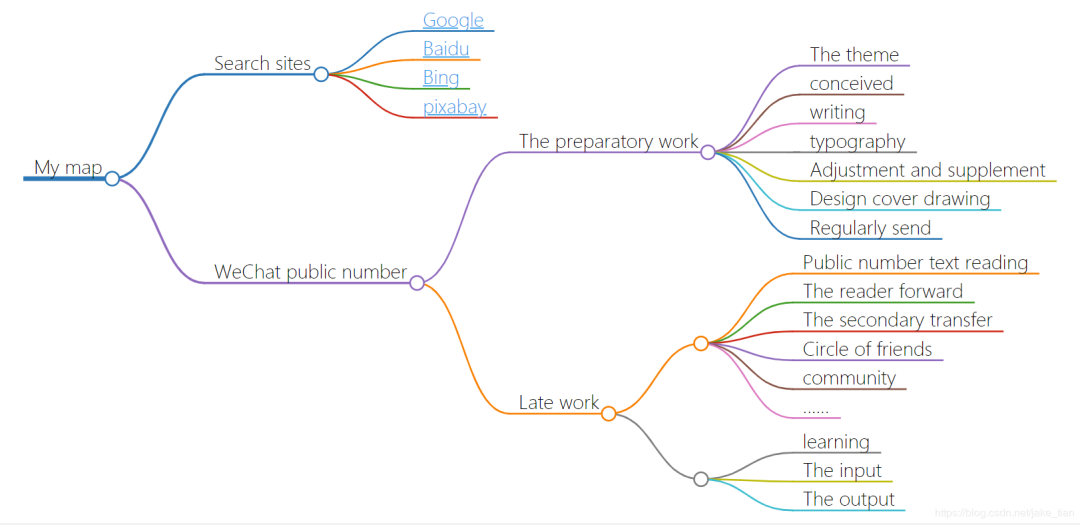 My map
Search sites
Google
Baidu
Bing
pixabay
WeChat public number
The preparatory work
The theme
conceived
writing
typography
Adjustment and supplement
Design cover drawing
Regularly send
Late work
Public number text reading
The reader forward
The secondary transfer
Circle of friends
community
......
learning
The input
The output
https://blog.csdn.net/jake_tian